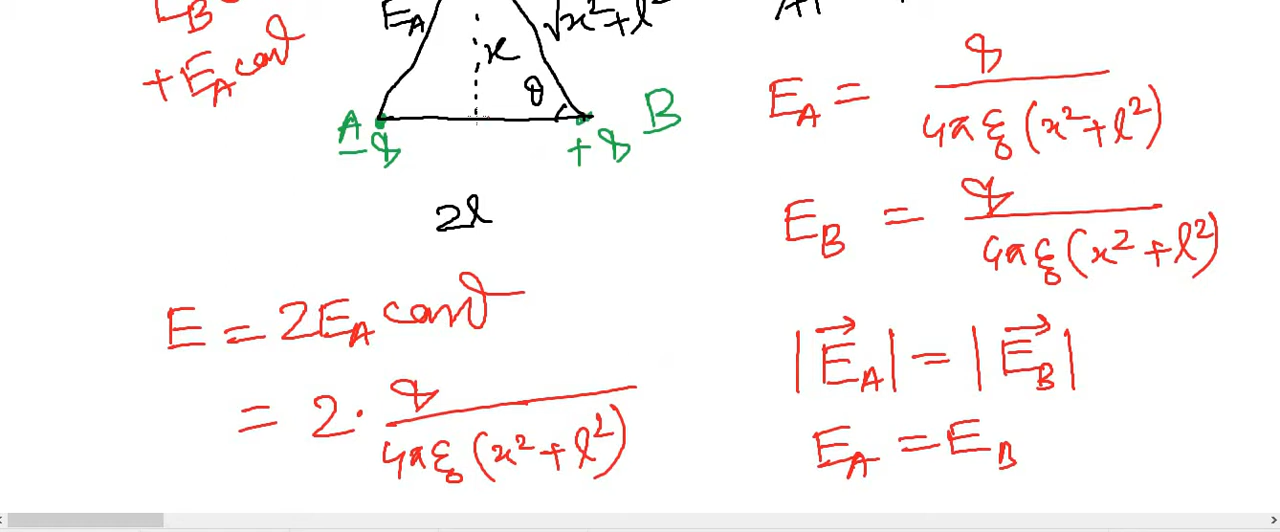 +E_A cosθ
E_A
√x²+l²
x
θ
A
-q
+q
B
2l
E_A = q / 4πε₀(x²+l²)
E_B = q / 4πε₀(x²+l²)
E = 2E_A cosθ
= 2 · q / 4πε₀(x²+l²)
|E⃗_A| = |E⃗_B|
E_A = E_B